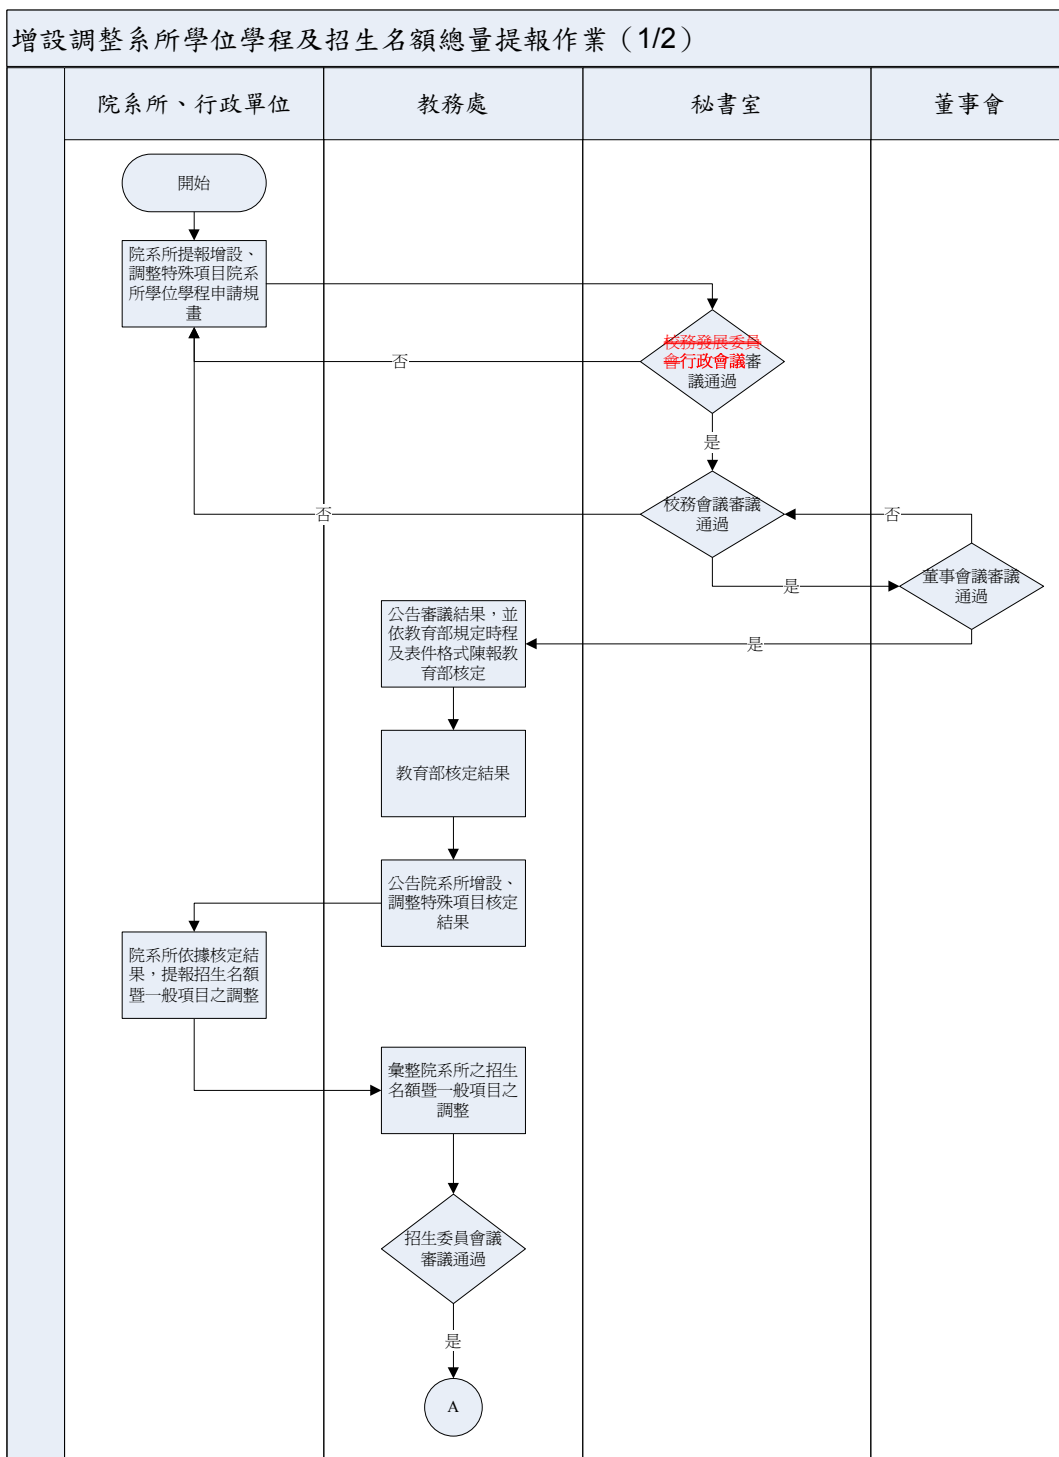 增設調整系所學位學程及招生名額總量提報作業（1/2）
院系所、行政單位
教務處
秘書室
董事會
開始
院系所提報增設、
調整特殊項目院系
所學位學程申請規
畫
校務發展委員
會行政會議審
議通過
否
是
校務會議審議
通過
否
否
是
董事會議審議
通過
是
公告審議結果，並
依教育部規定時程
及表件格式陳報教
育部核定
教育部核定結果
公告院系所增設、
調整特殊項目核定
結果
院系所依據核定結
果，提報招生名額
暨一般項目之調整
彙整院系所之招生
名額暨一般項目之
調整
招生委員會議
審議通過
是
A